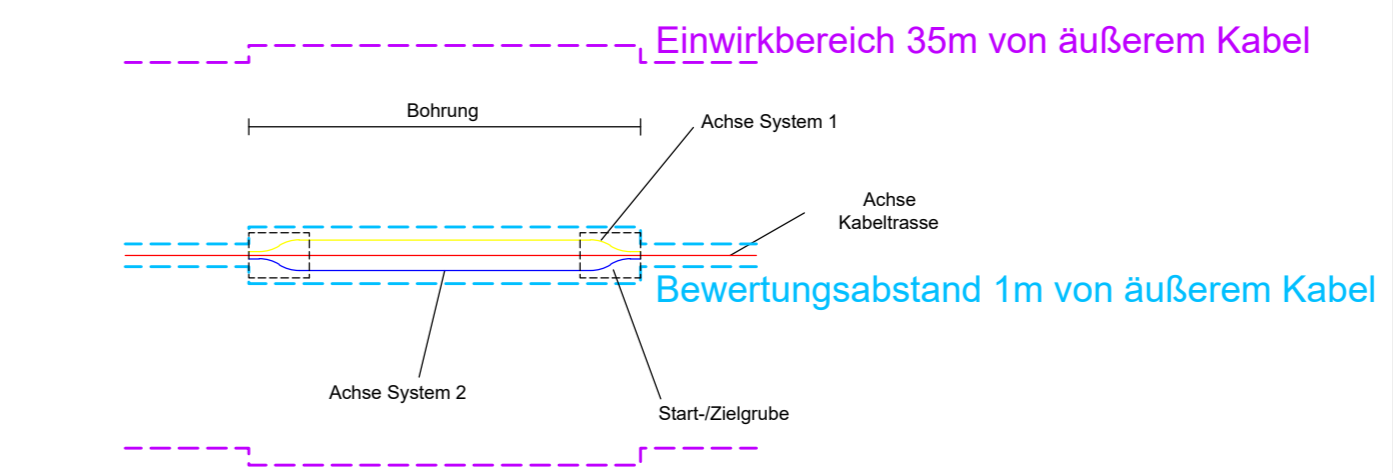 Einwirkbereich 35m von äußerem Kabel
Bohrung
Achse System 1
Achse
Kabeltrasse
Bewertungsabstand 1m von äußerem Kabel
Achse System 2
Start-/Zielgrube